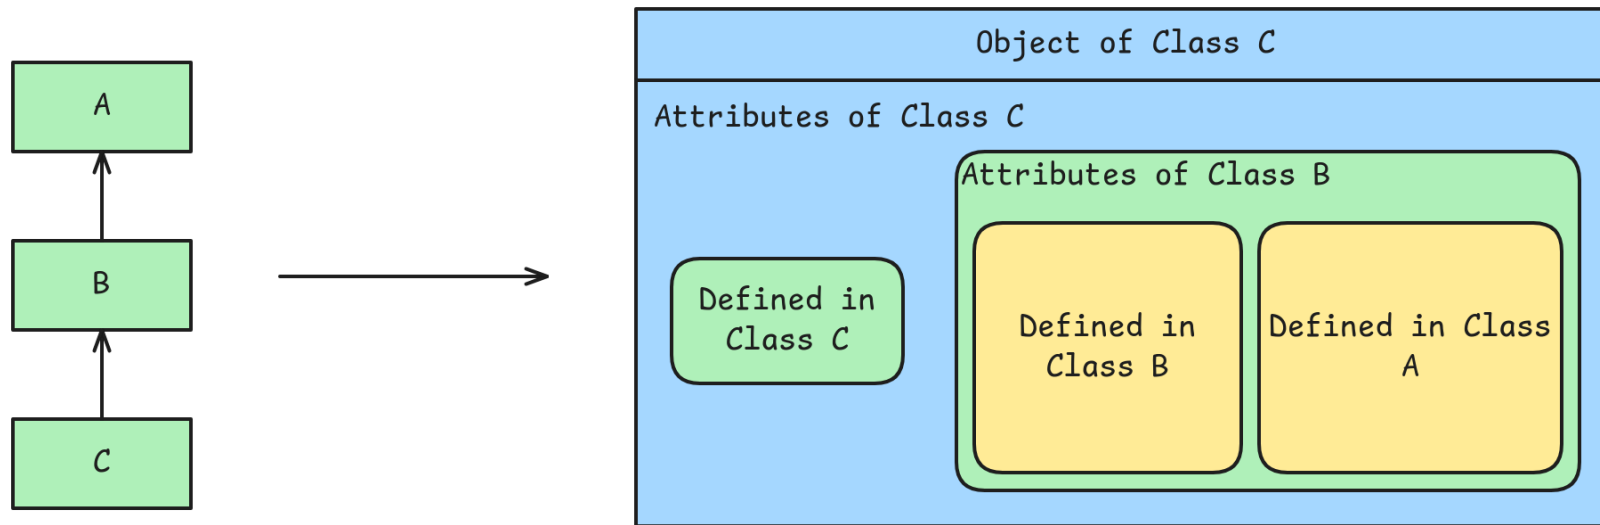 A
B
C
Object of Class C
Attributes of Class C
Attributes of Class B
Defined in
Class C
Defined in
Class B
Defined in Class
A